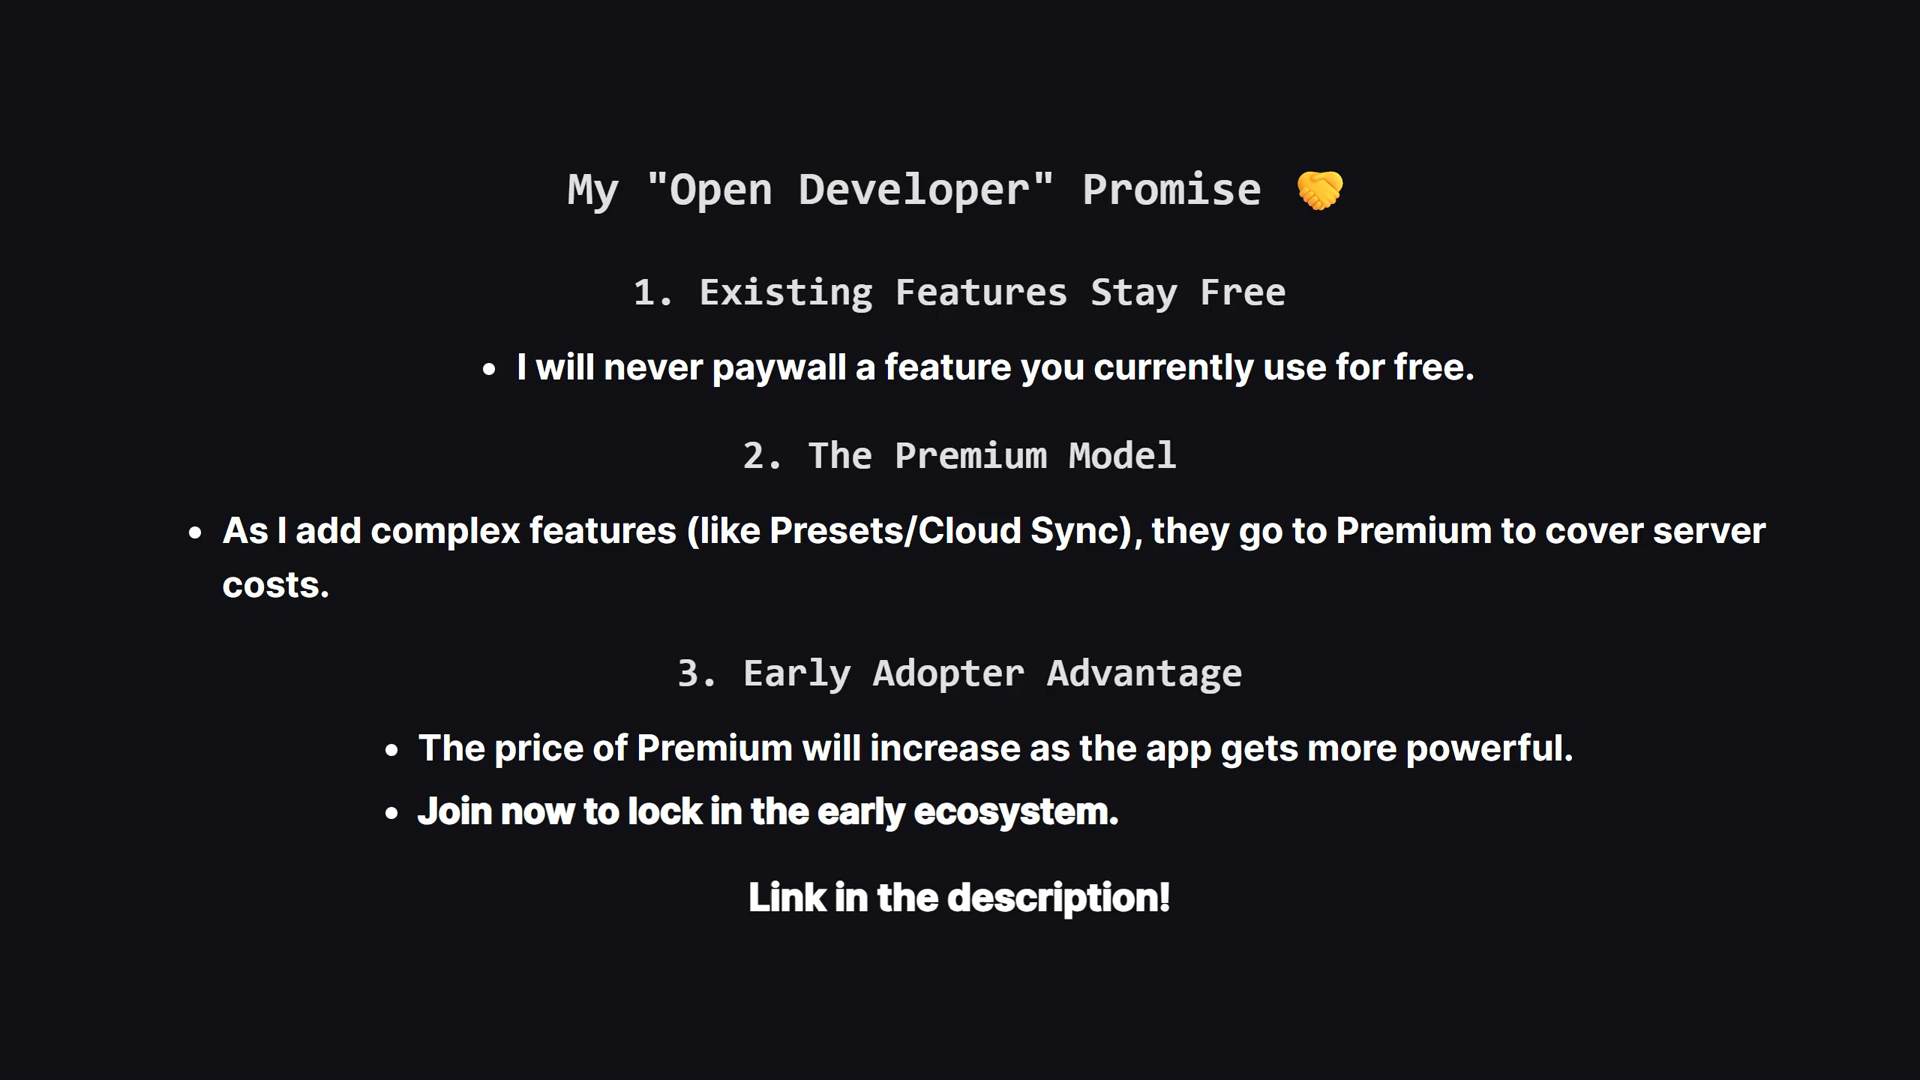 My "Open Developer" Promise 🤝
1. Existing Features Stay Free
• I will never paywall a feature you currently use for free.
2. The Premium Model
• As I add complex features (like Presets/Cloud Sync), they go to Premium to cover server
costs.
3. Early Adopter Advantage
• The price of Premium will increase as the app gets more powerful.
• Join now to lock in the early ecosystem.
Link in the description!